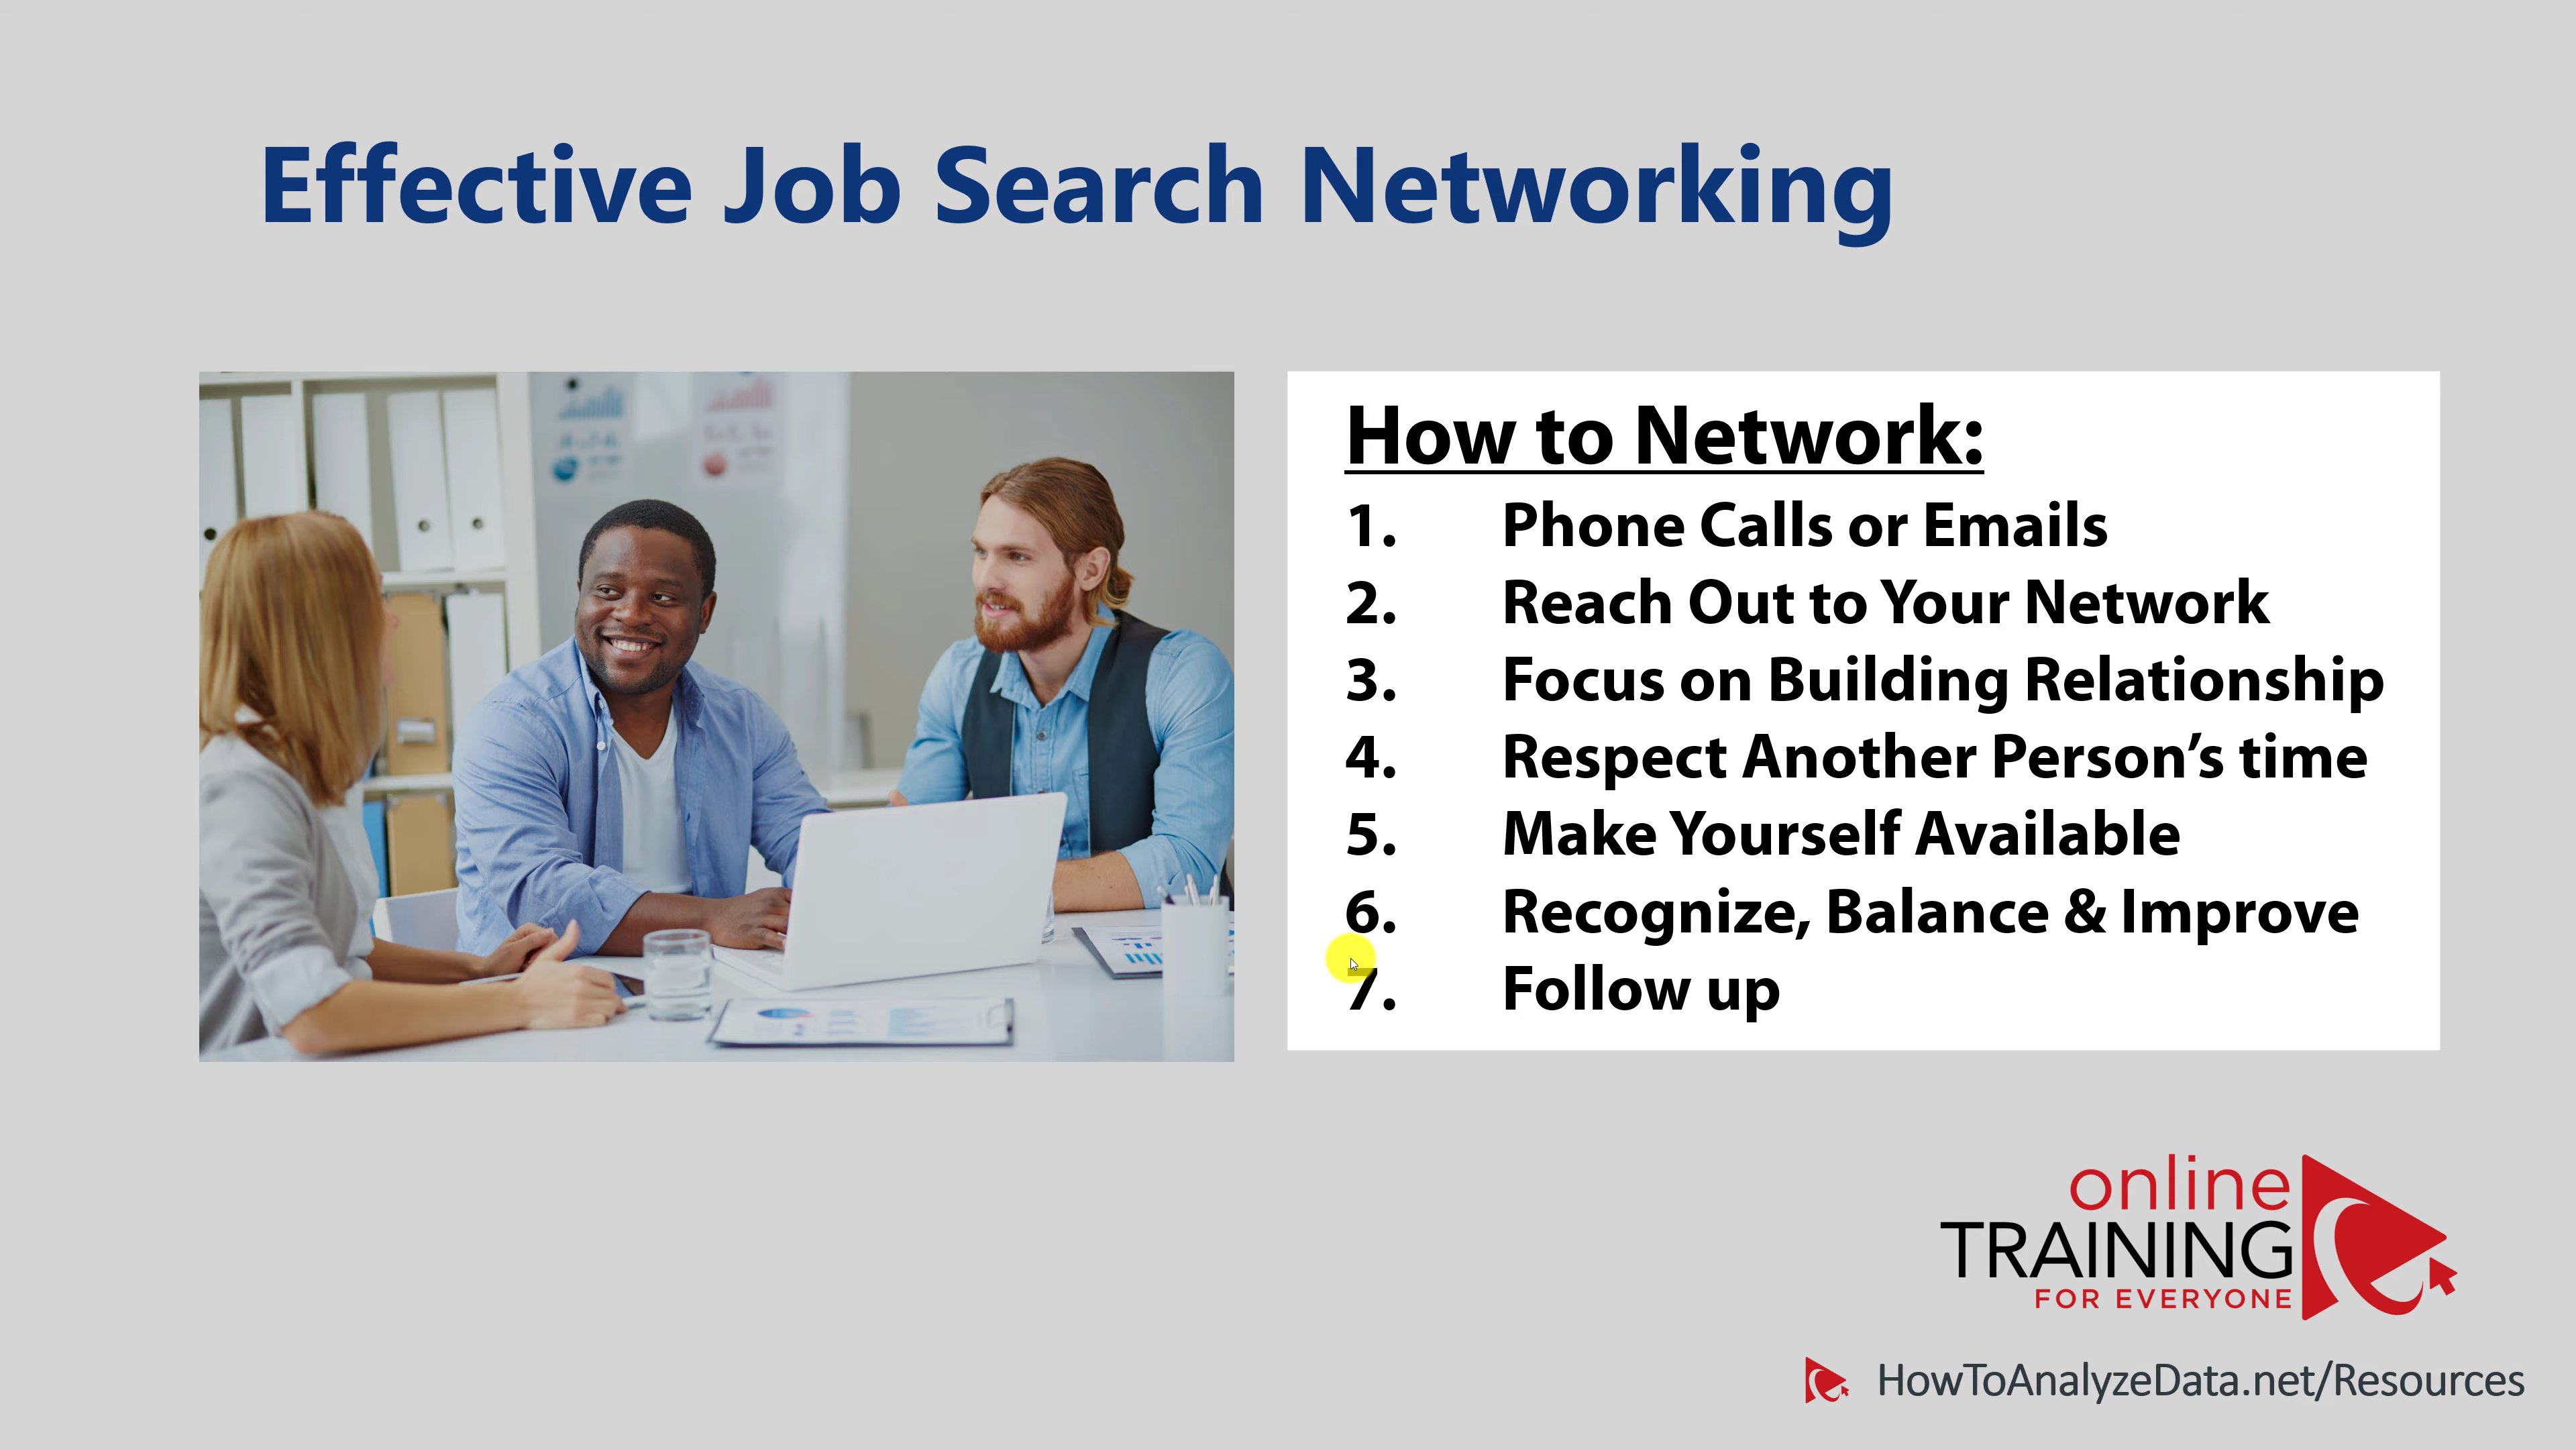 Effective Job Search Networking
How to Network:
1. Phone Calls or Emails
2. Reach Out to Your Network
3. Focus on Building Relationship
4. Respect Another Person’s time
5. Make Yourself Available
6. Recognize, Balance & Improve
7. Follow up
online
TRAINING
FOR EVERYONE
HowToAnalyzeData.net/Resources